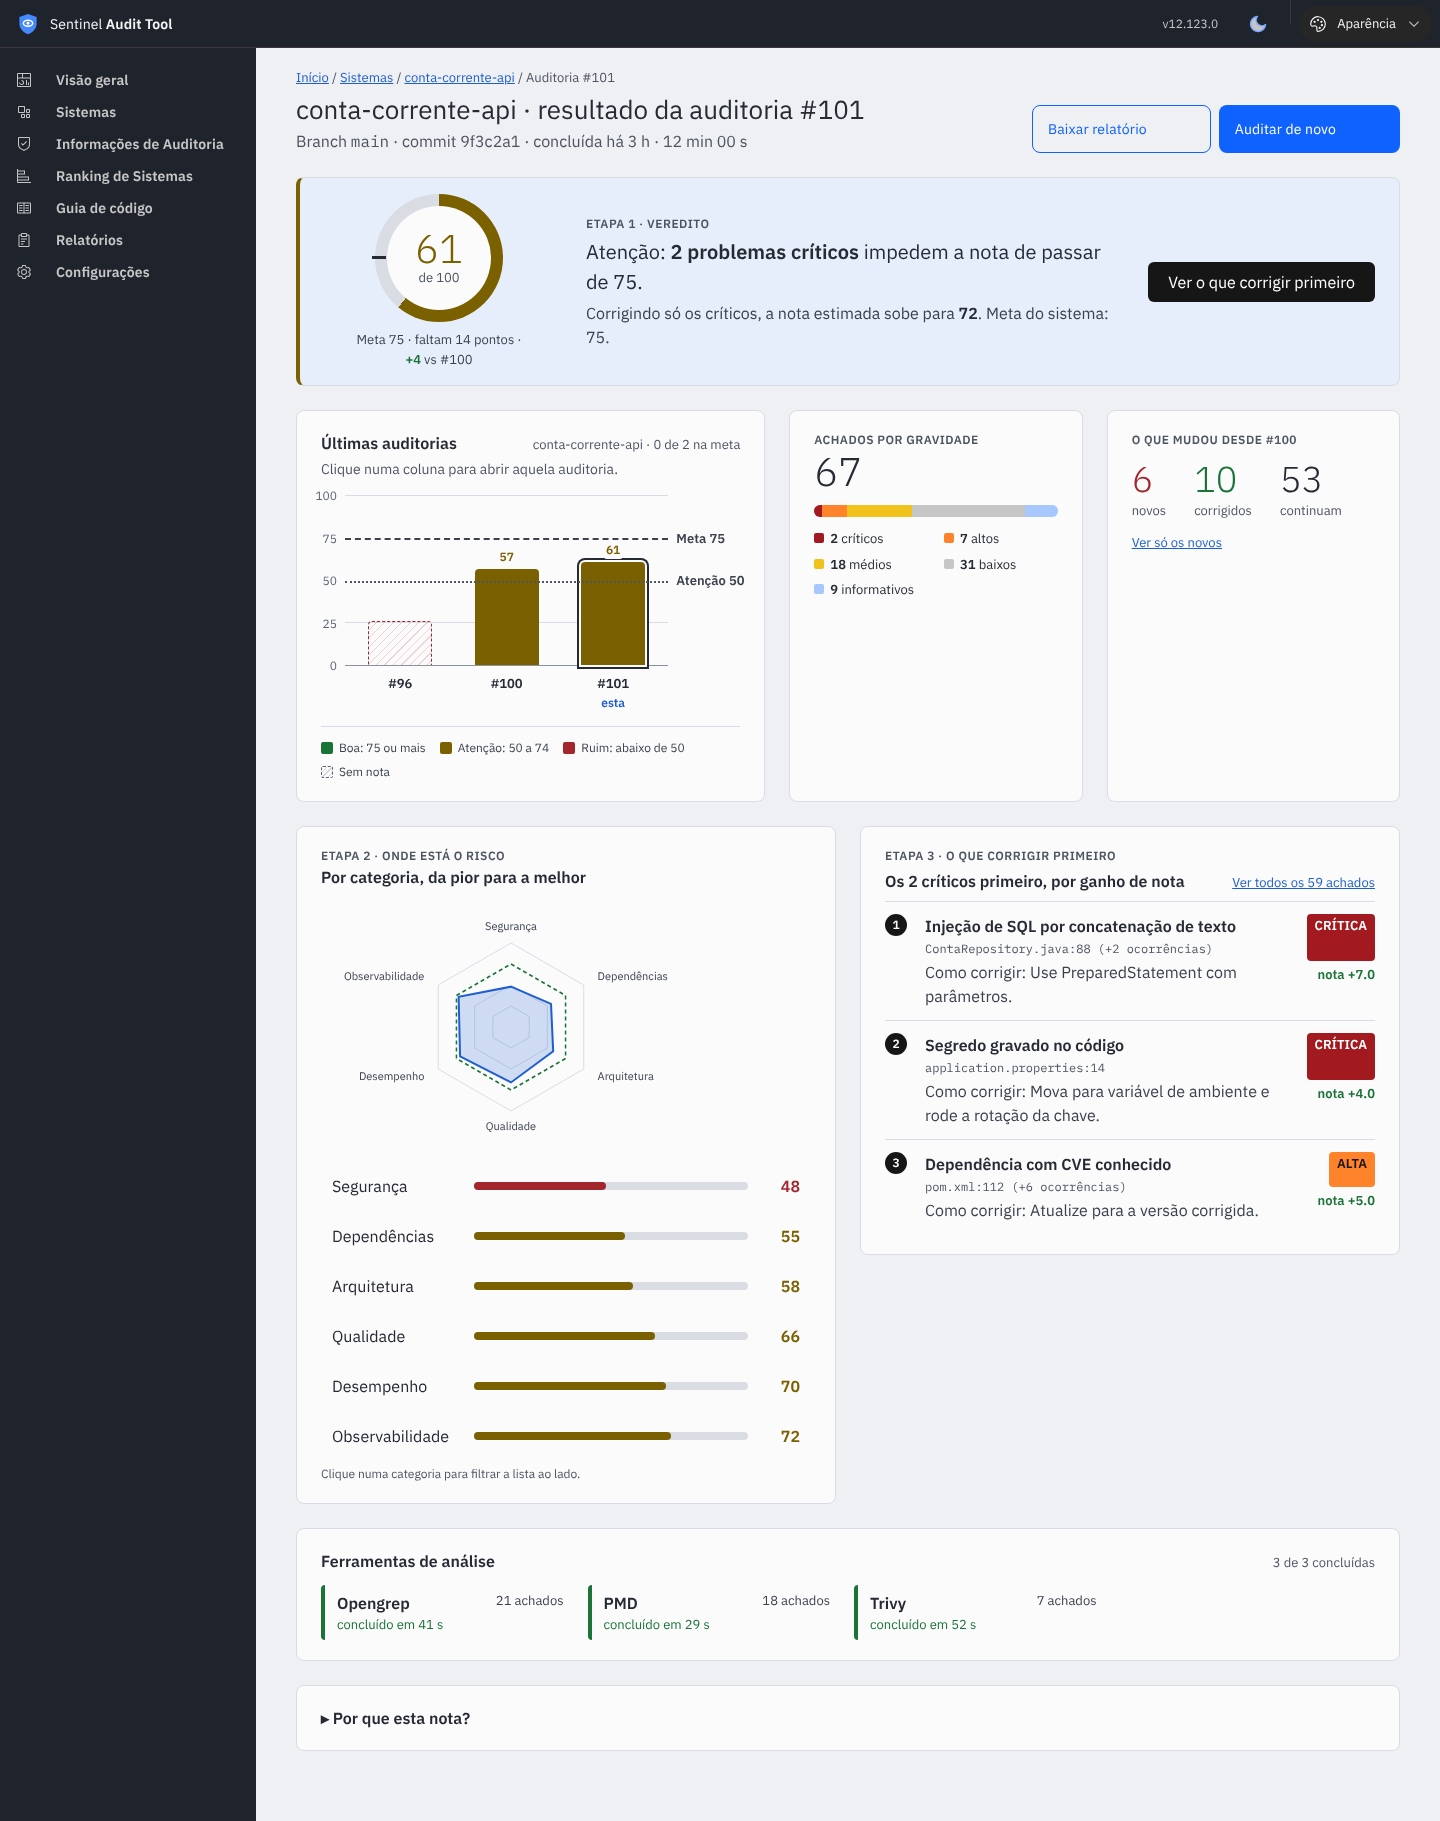 Sentinel Audit Tool
v12.123.0
Aparência
Visão geral
Sistemas
Informações de Auditoria
Ranking de Sistemas
Guia de código
Relatórios
Configurações
Início / Sistemas / conta-corrente-api / Auditoria #101
conta-corrente-api · resultado da auditoria #101
Branch main · commit 9f3c2a1 · concluída há 3 h · 12 min 00 s
Baixar relatório
Auditar de novo
61
de 100
Meta 75 · faltam 14 pontos ·
+4 vs #100
ETAPA 1 · VEREDITO
Atenção: 2 problemas críticos impedem a nota de passar
de 75.
Corrigindo só os críticos, a nota estimada sobe para 72. Meta do sistema:
75.
Ver o que corrigir primeiro
Últimas auditorias
conta-corrente-api · 0 de 2 na meta
Clique numa coluna para abrir aquela auditoria.
100
75
50
25
0
57
61
Meta 75
Atenção 50
#96
#100
#101
esta
Boa: 75 ou mais
Atenção: 50 a 74
Ruim: abaixo de 50
Sem nota
ACHADOS POR GRAVIDADE
67
2 críticos
7 altos
18 médios
31 baixos
9 informativos
O QUE MUDOU DESDE #100
6
novos
10
corrigidos
53
continuam
Ver só os novos
ETAPA 2 · ONDE ESTÁ O RISCO
Por categoria, da pior para a melhor
Segurança
Observabilidade
Dependências
Desempenho
Arquitetura
Qualidade
Segurança 48
Dependências 55
Arquitetura 58
Qualidade 66
Desempenho 70
Observabilidade 72
Clique numa categoria para filtrar a lista ao lado.
ETAPA 3 · O QUE CORRIGIR PRIMEIRO
Os 2 críticos primeiro, por ganho de nota
Ver todos os 59 achados
1
Injeção de SQL por concatenação de texto
ContaRepository.java:88 (+2 ocorrências)
Como corrigir: Use PreparedStatement com
parâmetros.
CRÍTICA
nota +7.0
2
Segredo gravado no código
application.properties:14
Como corrigir: Mova para variável de ambiente e
rode a rotação da chave.
CRÍTICA
nota +4.0
3
Dependência com CVE conhecido
pom.xml:112 (+6 ocorrências)
Como corrigir: Atualize para a versão corrigida.
ALTA
nota +5.0
Ferramentas de análise
3 de 3 concluídas
Opengrep
21 achados
concluído em 41 s
PMD
18 achados
concluído em 29 s
Trivy
7 achados
concluído em 52 s
▸ Por que esta nota?